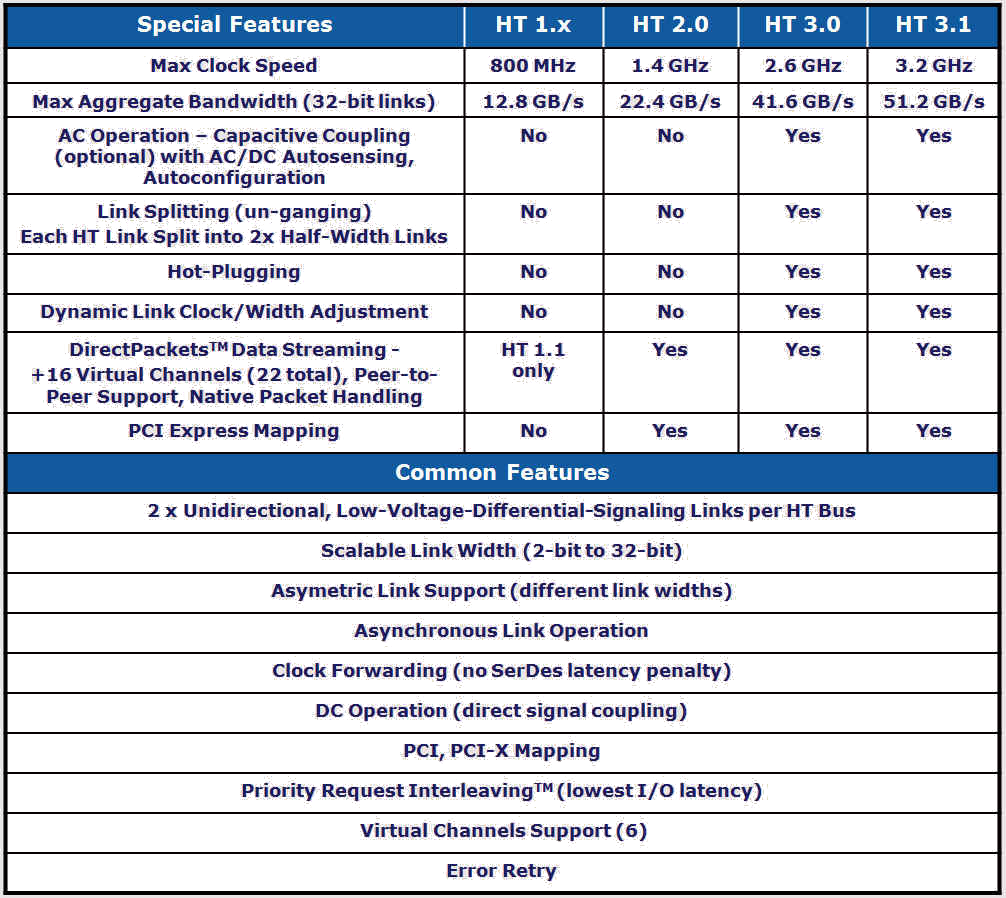 Special Features HT 1.x HT 2.0 HT 3.0 HT 3.1
Max Clock Speed 800 MHz 1.4 GHz 2.6 GHz 3.2 GHz
Max Aggregate Bandwidth (32-bit links) 12.8 GB/s 22.4 GB/s 41.6 GB/s 51.2 GB/s
AC Operation – Capacitive Coupling No No Yes Yes
(optional) with AC/DC Autosensing,
Autoconfiguration
Link Splitting (un-ganging) No No Yes Yes
Each HT Link Split into 2x Half-Width Links
Hot-Plugging No No Yes Yes
Dynamic Link Clock/Width Adjustment No No Yes Yes
DirectPackets™ Data Streaming - HT 1.1 Yes Yes Yes
+16 Virtual Channels (22 total), Peer-to- only
Peer Support, Native Packet Handling
PCI Express Mapping No Yes Yes Yes
Common Features
2 x Unidirectional, Low-Voltage-Differential-Signaling Links per HT Bus
Scalable Link Width (2-bit to 32-bit)
Asymetric Link Support (different link widths)
Asynchronous Link Operation
Clock Forwarding (no SerDes latency penalty)
DC Operation (direct signal coupling)
PCI, PCI-X Mapping
Priority Request Interleaving™ (lowest I/O latency)
Virtual Channels Support (6)
Error Retry